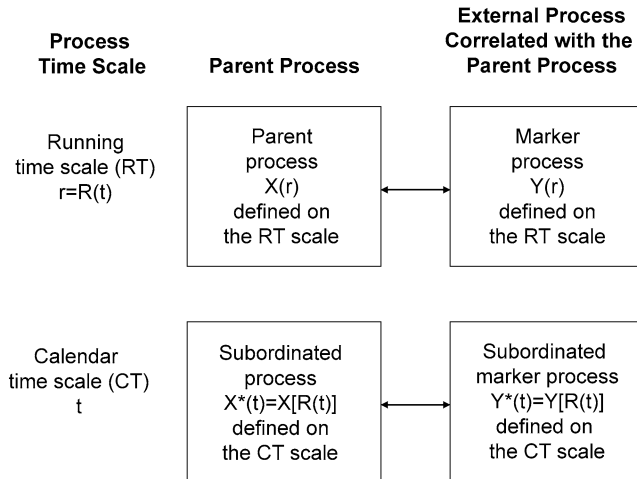 Process
Time Scale
Parent Process
External Process
Correlated with the
Parent Process
Running
time scale (RT)
r=R(t)
Parent
process
X(r)
defined on
the RT scale
Marker
process
Y(r)
defined on
the RT scale
Calendar
time scale (CT)
t
Subordinated
process
X*(t)=X[R(t)]
defined on
the CT scale
Subordinated
marker process
Y*(t)=Y[R(t)]
defined on
the CT scale